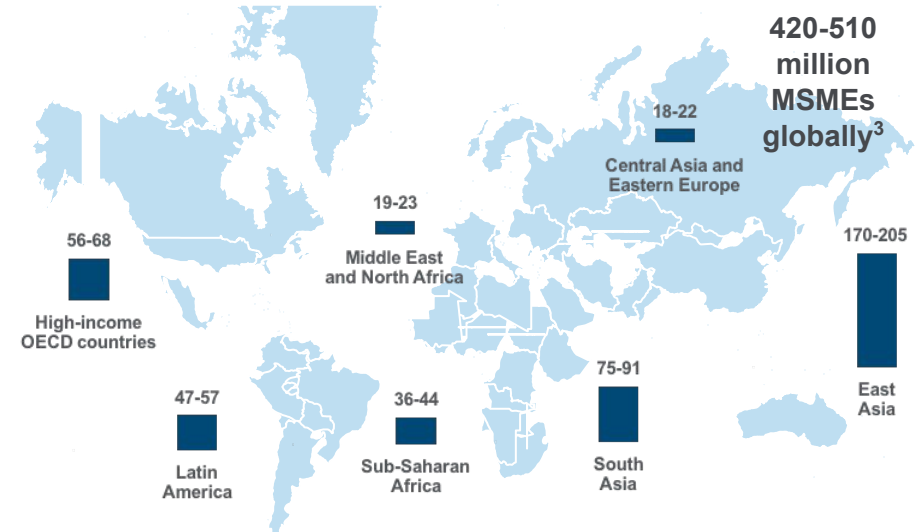 420-510
million
MSMEs
globally3
18-22
Central Asia and
Eastern Europe
19-23
Middle East
and North Africa
56-68
High-income
OECD countries
170-205
East
Asia
47-57
Latin
America
36-44
Sub-Saharan
Africa
75-91
South
Asia